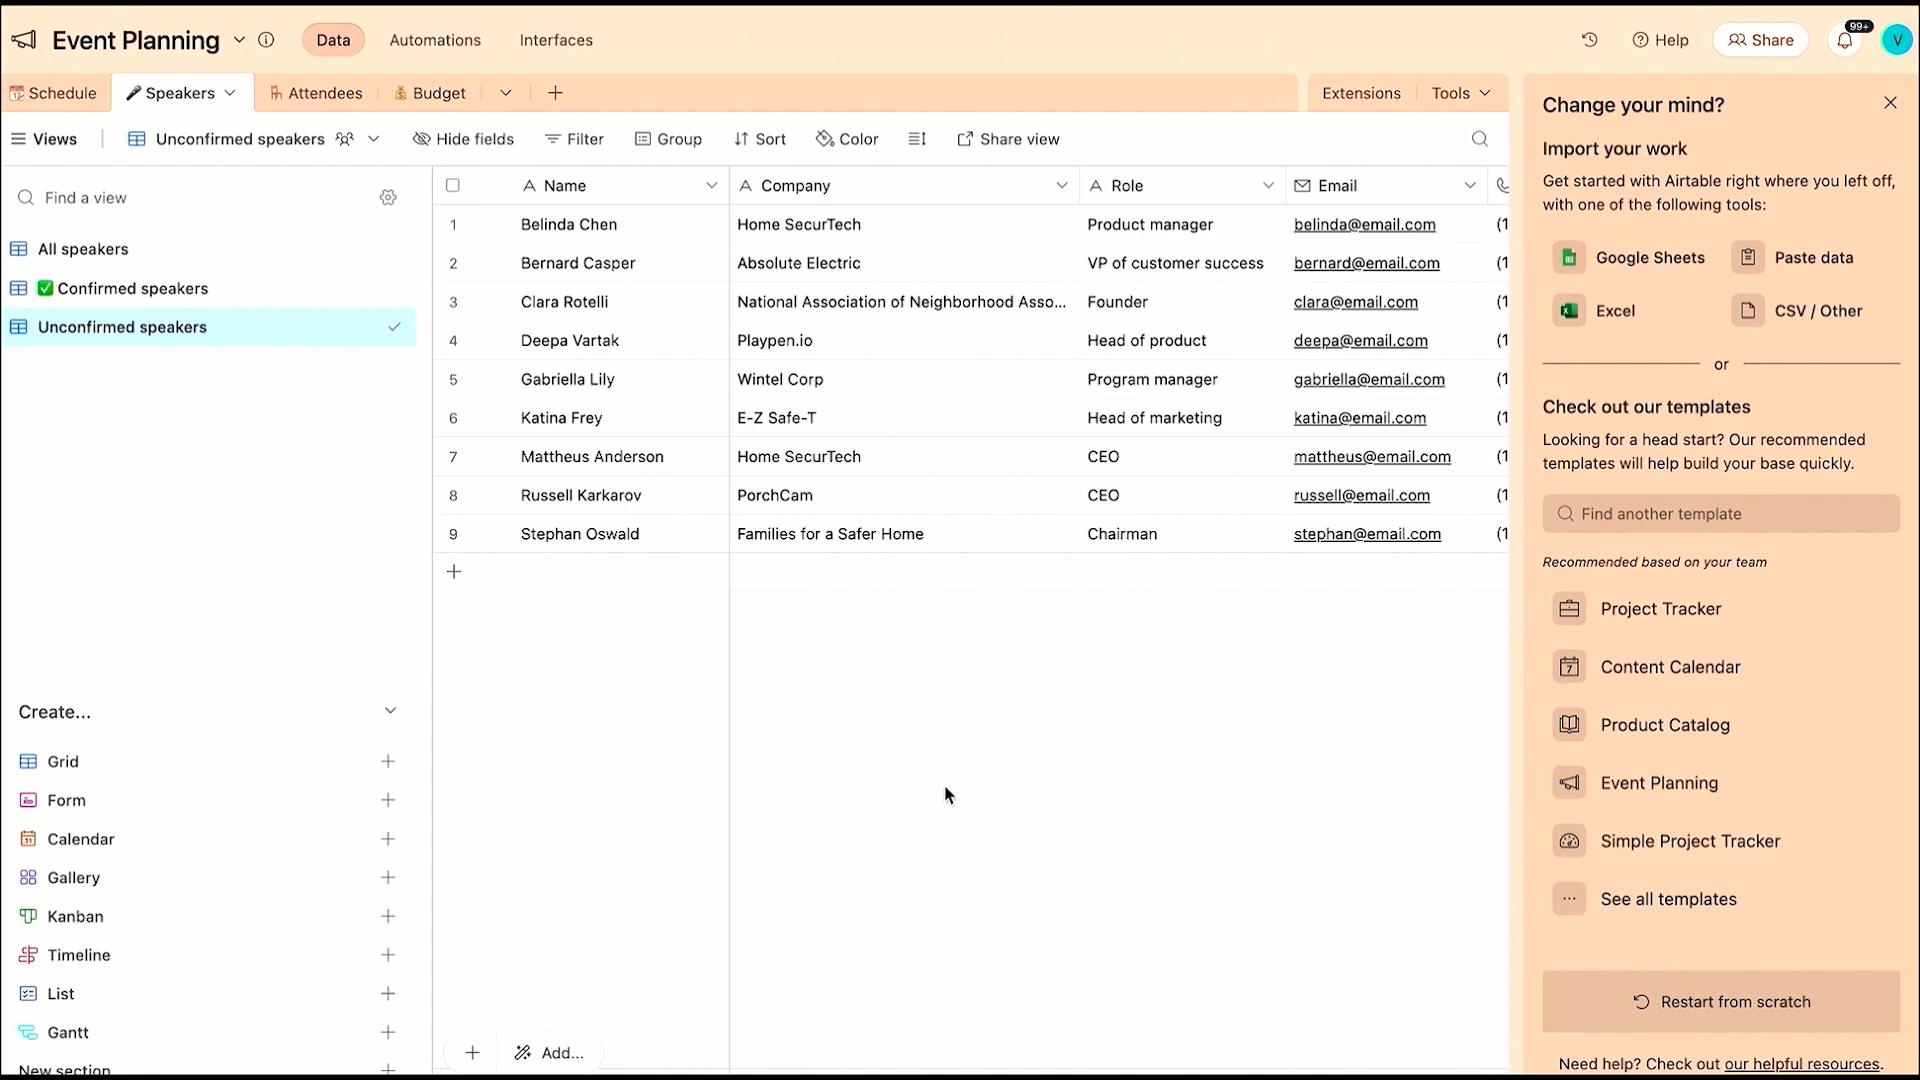 Event Planning
Data
Automations
Interfaces
Help
Share
99+
V
Schedule
Speakers
Attendees
Budget
Extensions
Tools
Views
Unconfirmed speakers
Hide fields
Filter
Group
Sort
Color
Share view
Find a view
All speakers
✅ Confirmed speakers
Unconfirmed speakers
Create...
Grid
Form
Calendar
Gallery
Kanban
Timeline
List
Gantt
New section
Name Company Role Email
1 Belinda Chen Home SecurTech Product manager belinda@email.com (1
2 Bernard Casper Absolute Electric VP of customer success bernard@email.com (1
3 Clara Rotelli National Association of Neighborhood Asso... Founder clara@email.com (1
4 Deepa Vartak Playpen.io Head of product deepa@email.com (1
5 Gabriella Lily Wintel Corp Program manager gabriella@email.com (1
6 Katina Frey E-Z Safe-T Head of marketing katina@email.com (1
7 Mattheus Anderson Home SecurTech CEO mattheus@email.com (1
8 Russell Karkarov PorchCam CEO russell@email.com (1
9 Stephan Oswald Families for a Safer Home Chairman stephan@email.com (1
Add...
Change your mind?
Import your work
Get started with Airtable right where you left off,
with one of the following tools:
Google Sheets
Paste data
Excel
CSV / Other
or
Check out our templates
Looking for a head start? Our recommended
templates will help build your base quickly.
Find another template
Recommended based on your team
Project Tracker
7
Content Calendar
Product Catalog
Event Planning
Simple Project Tracker
See all templates
Restart from scratch
Need help? Check out our helpful resources.